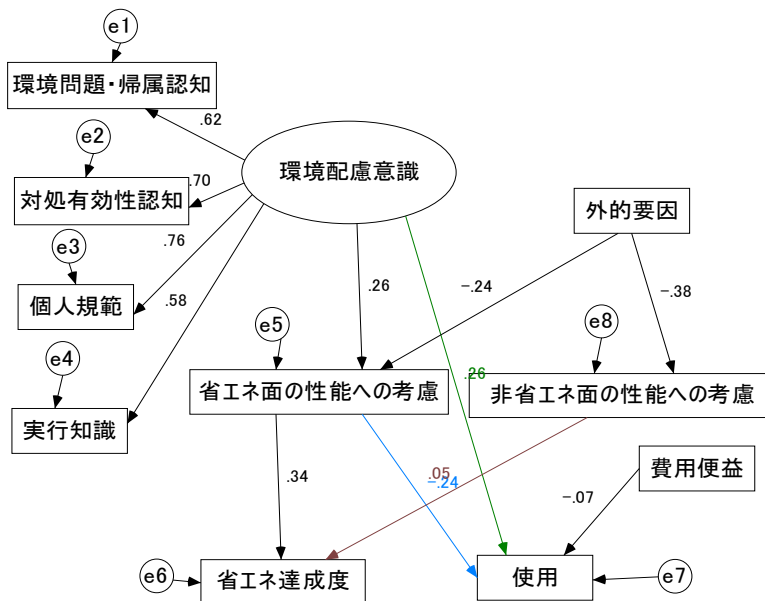 e1
環境問題・帰属認知
.62
e2
対処有効性認知
.70
環境配慮意識
外的要因
e3
.76
個人規範
.58
.26
-.24
-.38
e4
実行知識
e5
e8
省エネ面の性能への考慮
.26
非省エネ面の性能への考慮
.34
.05
-.24
費用便益
-.07
e6
省エネ達成度
使用
e7